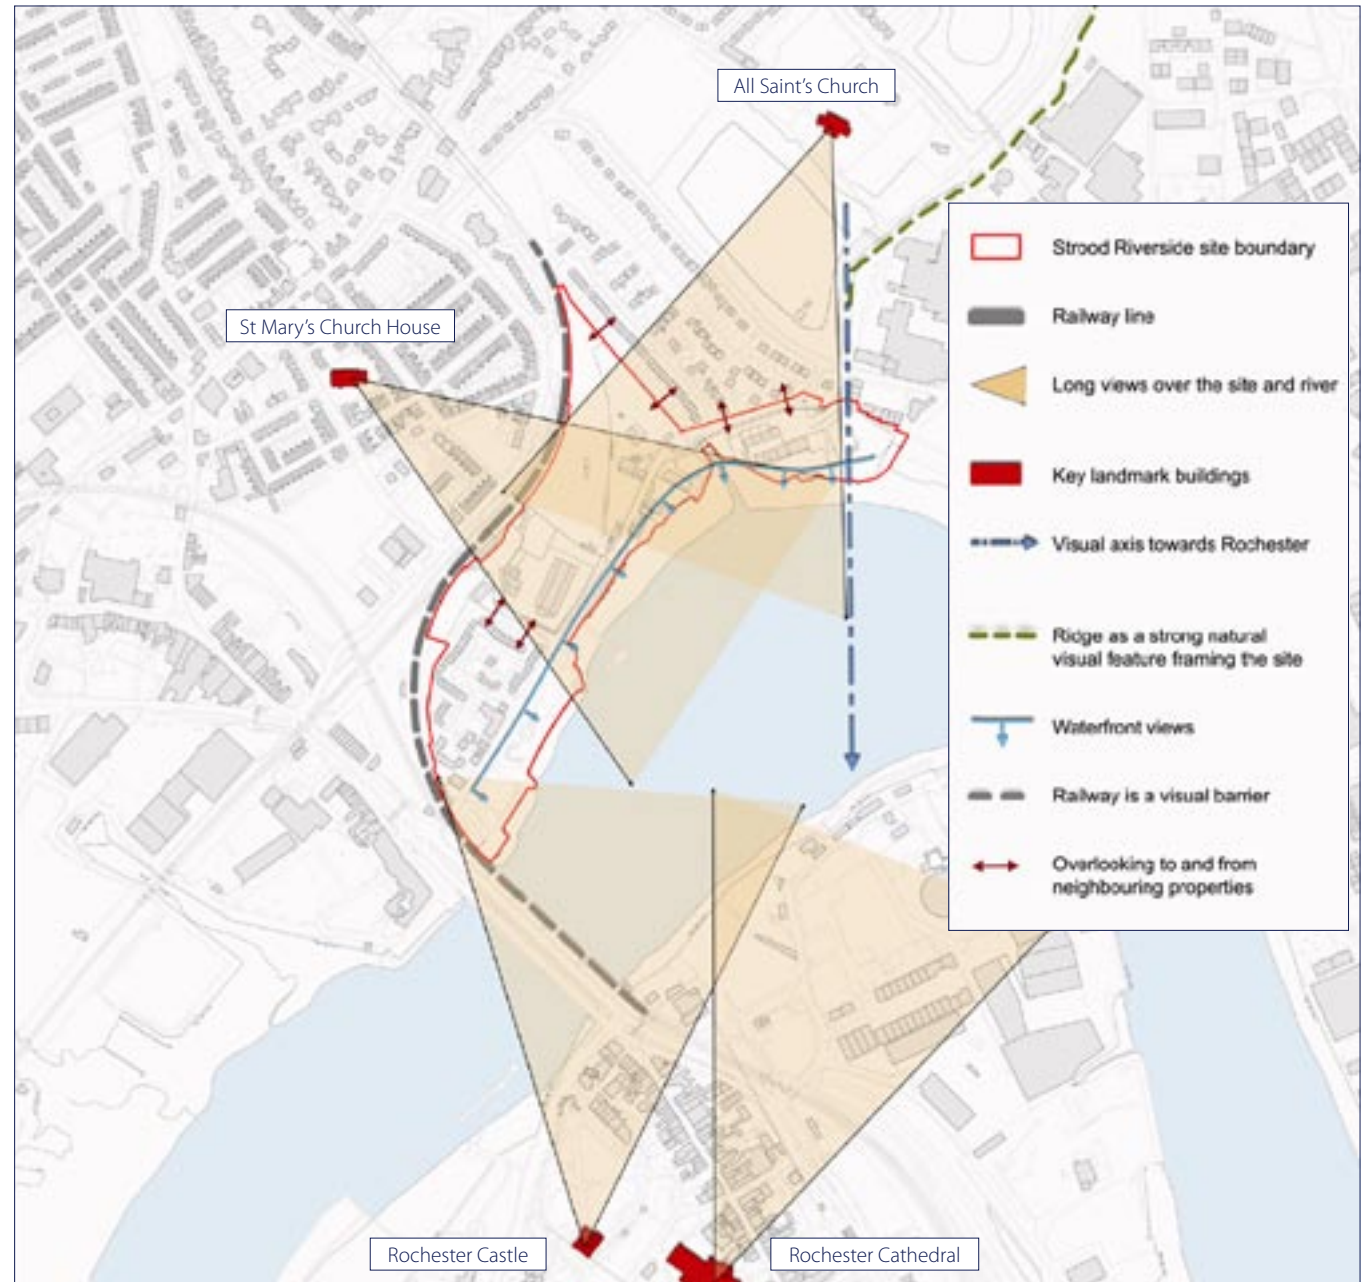 All Saint's Church
St Mary's Church House
Strood Riverside site boundary
Railway line
Long views over the site and river
Key landmark buildings
Visual axis towards Rochester
Ridge as a strong natural
visual feature framing the site
Waterfront views
Railway is a visual barrier
Overlooking to and from
neighbouring properties
Rochester Castle
Rochester Cathedral